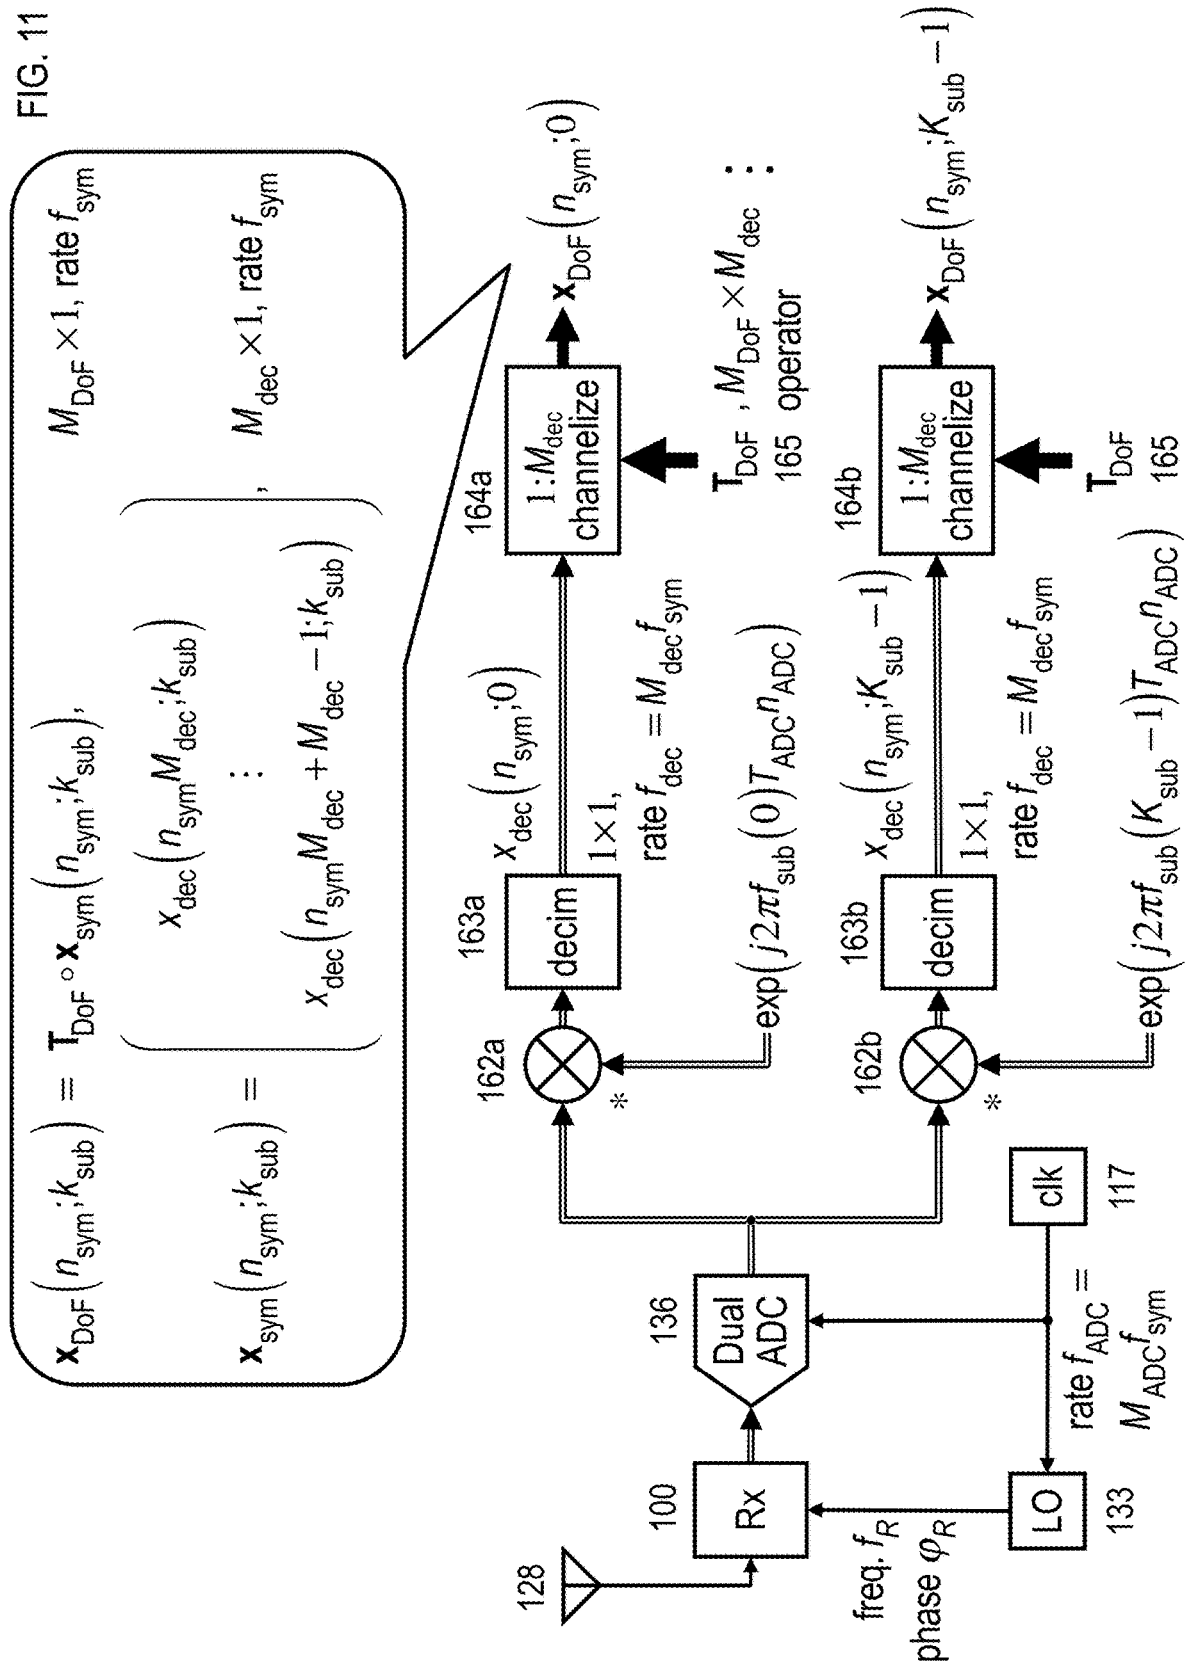 FIG. 11
𝐱_DoF(n_sym;k_sub) = 𝐓_DoF∘𝐱_sym(n_sym;k_sub), M_DoF×1, rate f_sym
𝐱_sym(n_sym;k_sub) = ( x_dec(n_sym M_dec;k_sub)
⋮
x_dec(n_sym M_dec + M_dec −1;k_sub) ), M_dec×1, rate f_sym
128
100
Rx
freq. f_R
phase φ_R
LO
133
136
Dual
ADC
clk
117
rate f_ADC =
M_ADC f_sym
162a
*
163a
decim
x_dec(n_sym;0)
1×1,
rate f_dec = M_dec f_sym
exp(j2πf_sub(0)T_ADC n_ADC)
164a
1:M_dec
channelize
𝐱_DoF(n_sym;0)
𝐓_DoF, M_DoF×M_dec
165 operator
⋮
162b
*
163b
decim
x_dec(n_sym;K_sub−1)
1×1,
rate f_dec = M_dec f_sym
exp(j2πf_sub(K_sub−1)T_ADC n_ADC)
164b
1:M_dec
channelize
𝐱_DoF(n_sym;K_sub−1)
𝐓_DoF
165